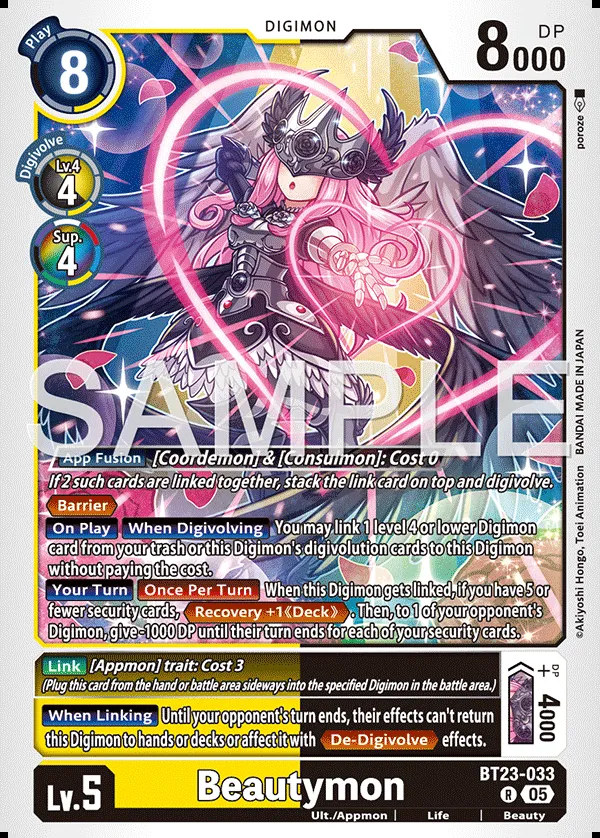 DIGIMON
Play
8
DP
8000
Digivolve
Lv.4
4
Sup.
4
poroze
SAMPLE
©Akiyoshi Hongo, Toei Animation BANDAI MADE IN JAPAN
App Fusion [Coordemon] & [Consulmon]: Cost 0
If 2 such cards are linked together, stack the link card on top and digivolve.
Barrier
On Play When Digivolving You may link 1 level 4 or lower Digimon
card from your trash or this Digimon's digivolution cards to this Digimon
without paying the cost.
Your Turn Once Per Turn When this Digimon gets linked, if you have 5 or
fewer security cards, Recovery +1《Deck》. Then, to 1 of your opponent's
Digimon, give -1000 DP until their turn ends for each of your security cards.
Link [Appmon] trait: Cost 3
(Plug this card from the hand or battle area sideways into the specified Digimon in the battle area.)
When Linking Until your opponent's turn ends, their effects can't return
this Digimon to hands or decks or affect it with De-Digivolve effects.
DP
+4000
Lv.5
Beautymon
BT23-033
R 05
Ult./Appmon | Life | Beauty